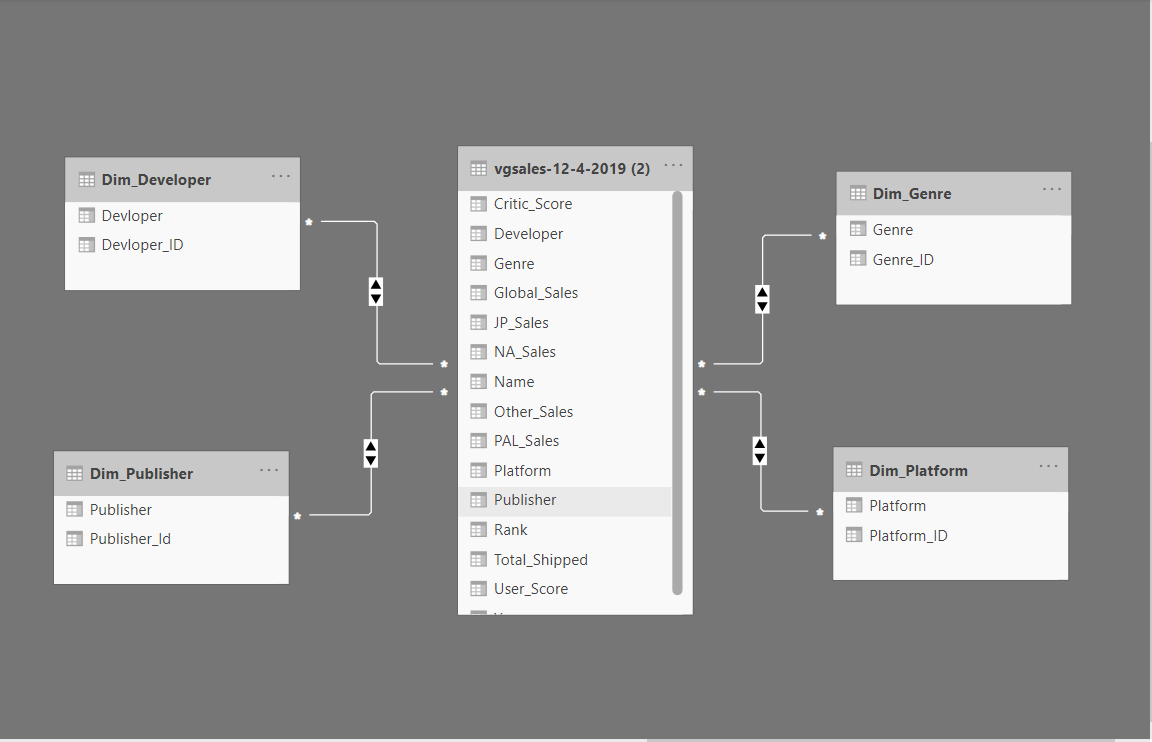 Dim_Developer
Devloper
Devloper_ID
vgsales-12-4-2019 (2)
Critic_Score
Developer
Genre
Global_Sales
JP_Sales
NA_Sales
Name
Other_Sales
PAL_Sales
Platform
Publisher
Rank
Total_Shipped
User_Score
Dim_Genre
Genre
Genre_ID
Dim_Publisher
Publisher
Publisher_Id
Dim_Platform
Platform
Platform_ID